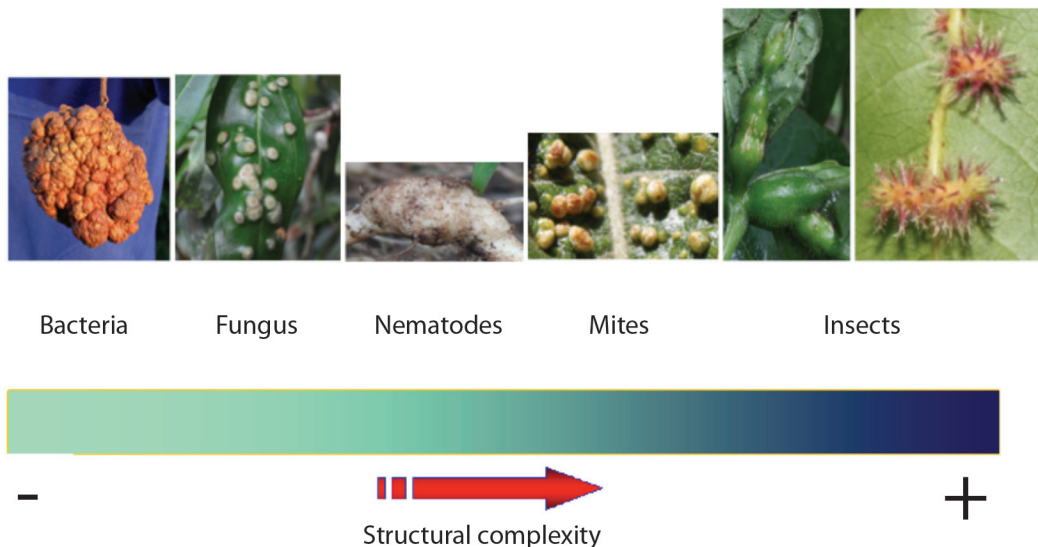 Bacteria
Fungus
Nematodes
Mites
Insects
-
+
Structural complexity